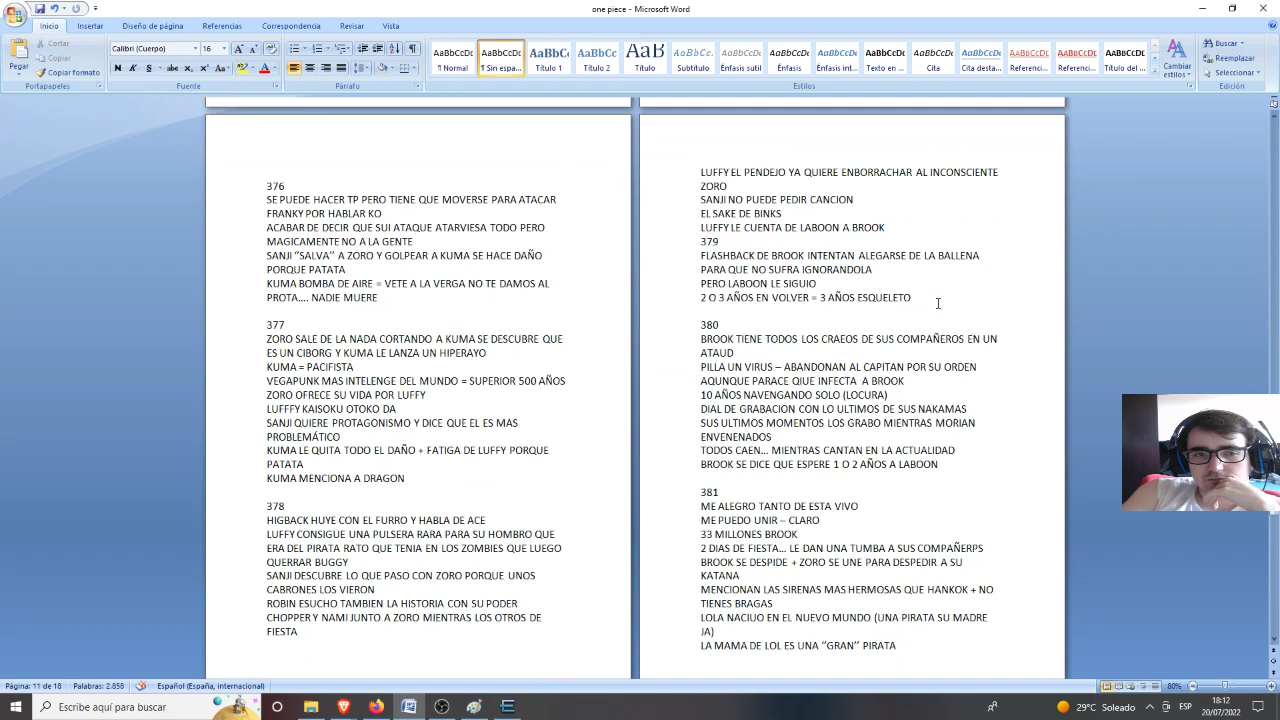 one piece - Microsoft Word
Inicio
Insertar
Diseño de página
Referencias
Correspondencia
Revisar
Vista
Pegar
Cortar
Copiar
Copiar formato
Portapapeles
Calibri (Cuerpo)
16
Fuente
Párrafo
AaBbCcDc
¶ Normal
AaBbCcDc
¶ Sin espa...
AaBbCc
Título 1
AaBbCc
Título 2
AaB
Título
AaBbCc
Subtítulo
AaBbCcDc
Énfasis sutil
AaBbCcDc
Énfasis
AaBbCcDc
Énfasis int...
AaBbCcDc
Texto en ...
AaBbCcDc
Cita
AaBbCcDc
Cita desta...
AaBbCcDc
Referenci...
AaBbCcDc
Referenci...
AaBbCcDc
Título del ...
Cambiar
estilos
Estilos
Buscar
Reemplazar
Seleccionar
Edición
376
SE PUEDE HACER TP PERO TIENE QUE MOVERSE PARA ATACAR
FRANKY POR HABLAR KO
ACABAR DE DECIR QUE SUI ATAQUE ATARVIESA TODO PERO
MAGICAMENTE NO A LA GENTE
SANJI ‘’SALVA’’ A ZORO Y GOLPEAR A KUMA SE HACE DAÑO
PORQUE PATATA
KUMA BOMBA DE AIRE = VETE A LA VERGA NO TE DAMOS AL
PROTA…. NADIE MUERE
377
ZORO SALE DE LA NADA CORTANDO A KUMA SE DESCUBRE QUE
ES UN CIBORG Y KUMA LE LANZA UN HIPERAYO
KUMA = PACIFISTA
VEGAPUNK MAS INTELENGE DEL MUNDO = SUPERIOR 500 AÑOS
ZORO OFRECE SU VIDA POR LUFFY
LUFFFY KAISOKU OTOKO DA
SANJI QUIERE PROTAGONISMO Y DICE QUE EL ES MAS
PROBLEMÁTICO
KUMA LE QUITA TODO EL DAÑO + FATIGA DE LUFFY PORQUE
PATATA
KUMA MENCIONA A DRAGON
378
HIGBACK HUYE CON EL FURRO Y HABLA DE ACE
LUFFY CONSIGUE UNA PULSERA RARA PARA SU HOMBRO QUE
ERA DEL PIRATA RATO QUE TENIA EN LOS ZOMBIES QUE LUEGO
QUERRAR BUGGY
SANJI DESCUBRE LO QUE PASO CON ZORO PORQUE UNOS
CABRONES LOS VIERON
ROBIN ESUCHO TAMBIEN LA HISTORIA CON SU PODER
CHOPPER Y NAMI JUNTO A ZORO MIENTRAS LOS OTROS DE
FIESTA
LUFFY EL PENDEJO YA QUIERE ENBORRACHAR AL INCONSCIENTE
ZORO
SANJI NO PUEDE PEDIR CANCION
EL SAKE DE BINKS
LUFFY LE CUENTA DE LABOON A BROOK
379
FLASHBACK DE BROOK INTENTAN ALEGARSE DE LA BALLENA
PARA QUE NO SUFRA IGNORANDOLA
PERO LABOON LE SIGUIO
2 O 3 AÑOS EN VOLVER = 3 AÑOS ESQUELETO
380
BROOK TIENE TODOS LOS CRAEOS DE SUS COMPAÑEROS EN UN
ATAUD
PILLA UN VIRUS – ABANDONAN AL CAPITAN POR SU ORDEN
AQUNQUE PARACE QIUE INFECTA  A BROOK
10 AÑOS NAVENGANDO SOLO (LOCURA)
DIAL DE GRABACION CON LO ULTIMOS DE SUS NAKAMAS
SUS ULTIMOS MOMENTOS LOS GRABO MIENTRAS MORIAN
ENVENENADOS
TODOS CAEN… MIENTRAS CANTAN EN LA ACTUALIDAD
BROOK SE DICE QUE ESPERE 1 O 2 AÑOS A LABOON
381
ME ALEGRO TANTO DE ESTA VIVO
ME PUEDO UNIR – CLARO
33 MILLONES BROOK
2 DIAS DE FIESTA… LE DAN UNA TUMBA A SUS COMPAÑERPS
BROOK SE DESPIDE + ZORO SE UNE PARA DESPEDIR A SU
KATANA
MENCIONAN LAS SIRENAS MAS HERMOSAS QUE HANKOK + NO
TIENES BRAGAS
LOLA NACIUO EN EL NUEVO MUNDO (UNA PIRATA SU MADRE
JA)
LA MAMA DE LOL ES UNA ‘’GRAN’’ PIRATA
Página: 11 de 18
Palabras: 2.858
Español (España, internacional)
80%
Escribe aquí para buscar
29°C Soleado
ESP
18:12
20/07/2022